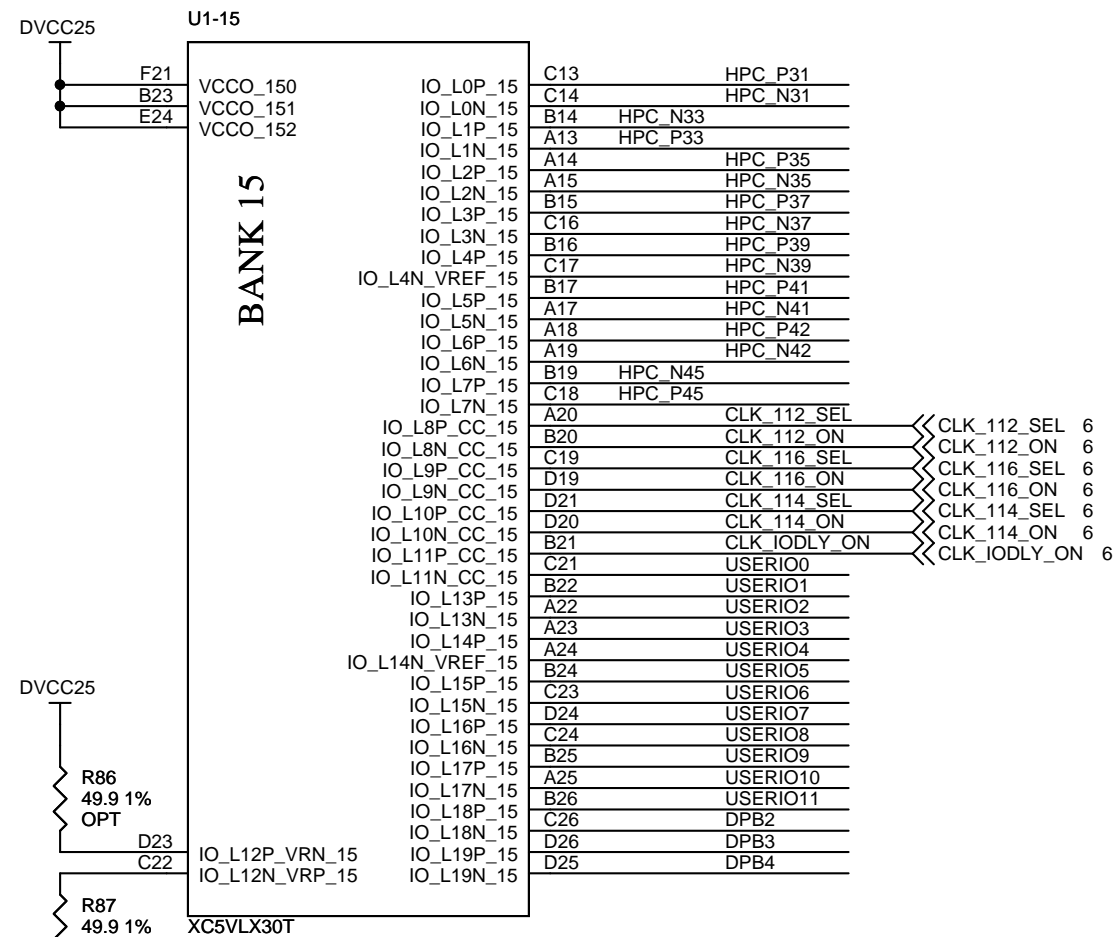 U1-15
DVCC25
F21 VCCO_150 IO_L0P_15 C13 HPC_P31
B23 VCCO_151 IO_L0N_15 C14 HPC_N31
E24 VCCO_152 IO_L1P_15 B14 HPC_N33
IO_L1N_15 A13 HPC_P33
IO_L2P_15 A14 HPC_P35
IO_L2N_15 A15 HPC_N35
IO_L3P_15 B15 HPC_P37
IO_L3N_15 C16 HPC_N37
IO_L4P_15 B16 HPC_P39
IO_L4N_VREF_15 C17 HPC_N39
IO_L5P_15 B17 HPC_P41
IO_L5N_15 A17 HPC_N41
IO_L6P_15 A18 HPC_P42
IO_L6N_15 A19 HPC_N42
IO_L7P_15 B19 HPC_N45
IO_L7N_15 C18 HPC_P45
IO_L8P_CC_15 A20 CLK_112_SEL CLK_112_SEL 6
IO_L8N_CC_15 B20 CLK_112_ON CLK_112_ON 6
IO_L9P_CC_15 C19 CLK_116_SEL CLK_116_SEL 6
IO_L9N_CC_15 D19 CLK_116_ON CLK_116_ON 6
IO_L10P_CC_15 D21 CLK_114_SEL CLK_114_SEL 6
IO_L10N_CC_15 D20 CLK_114_ON CLK_114_ON 6
IO_L11P_CC_15 B21 CLK_IODLY_ON CLK_IODLY_ON 6
IO_L11N_CC_15 C21 USERIO0
IO_L13P_15 B22 USERIO1
IO_L13N_15 A22 USERIO2
IO_L14P_15 A23 USERIO3
IO_L14N_VREF_15 A24 USERIO4
IO_L15P_15 B24 USERIO5
IO_L15N_15 C23 USERIO6
IO_L16P_15 D24 USERIO7
IO_L16N_15 C24 USERIO8
IO_L17P_15 B25 USERIO9
IO_L17N_15 A25 USERIO10
IO_L18P_15 B26 USERIO11
IO_L18N_15 C26 DPB2
D23 IO_L12P_VRN_15 IO_L19P_15 D26 DPB3
C22 IO_L12N_VRP_15 IO_L19N_15 D25 DPB4
BANK 15
DVCC25
R86
49.9 1%
OPT
R87
49.9 1%
XC5VLX30T